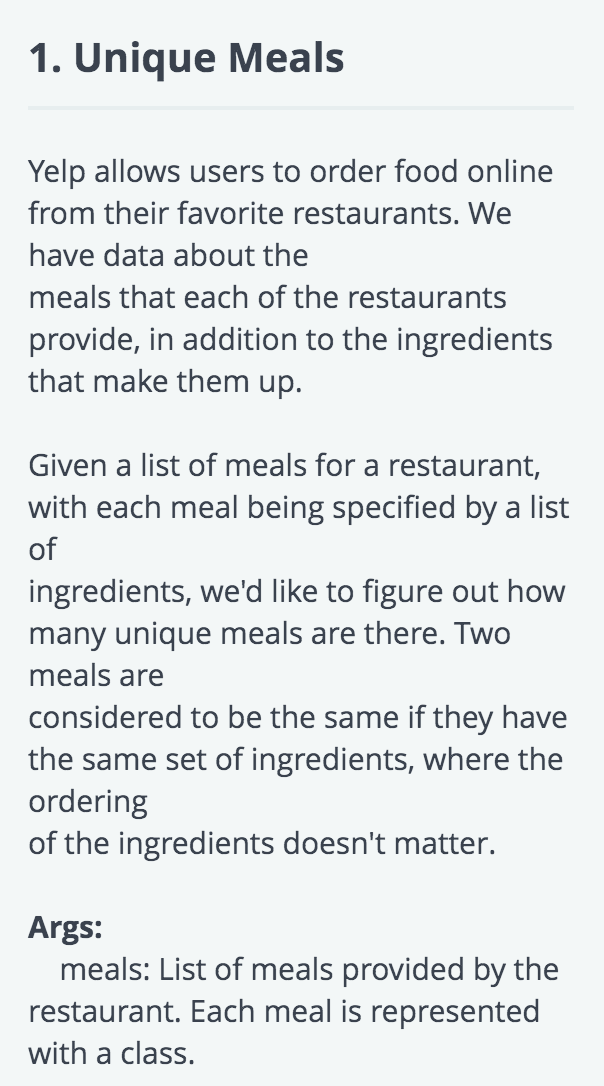 1. Unique Meals
Yelp allows users to order food online
from their favorite restaurants. We
have data about the
meals that each of the restaurants
provide, in addition to the ingredients
that make them up.
Given a list of meals for a restaurant,
with each meal being specified by a list
of
ingredients, we'd like to figure out how
many unique meals are there. Two
meals are
considered to be the same if they have
the same set of ingredients, where the
ordering
of the ingredients doesn't matter.
Args:
meals: List of meals provided by the
restaurant. Each meal is represented
with a class.